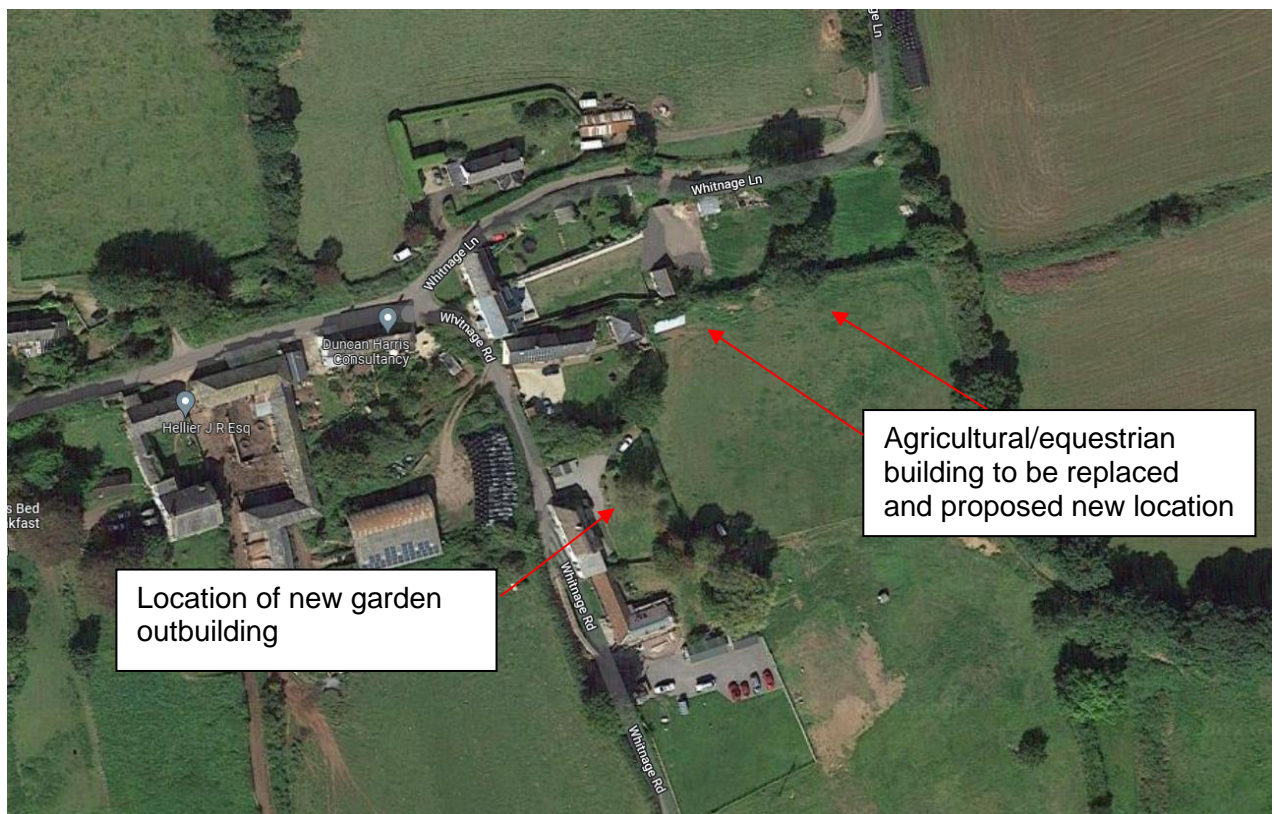 ge Ln
Whitnage Ln
Whitnage Ln
Whitnage Rd
Duncan Harris
Consultancy
Hellier J R Esq
s Bed
kfast
Agricultural/equestrian
building to be replaced
and proposed new location
Location of new garden
outbuilding
Whitnage Rd
Whitnage Rd